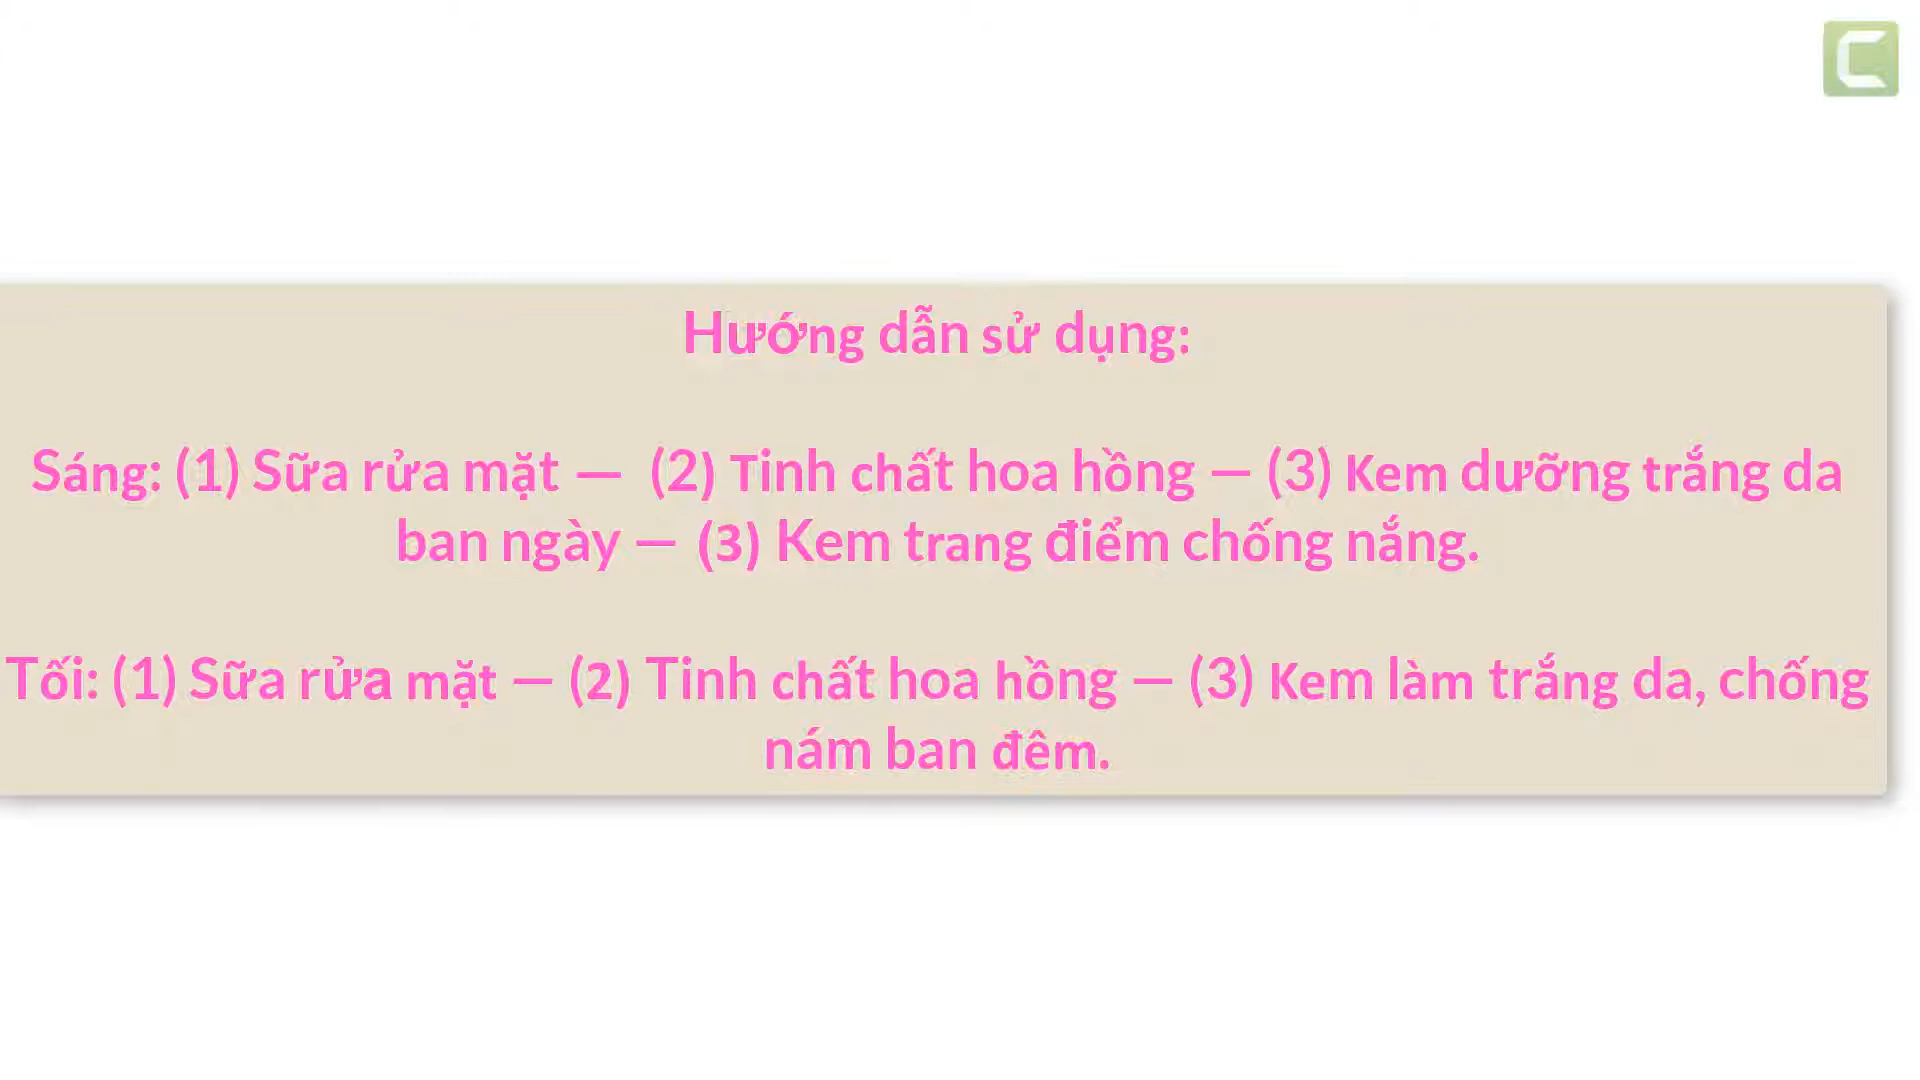 Hướng dẫn sử dụng:
Sáng: (1) Sữa rửa mặt — (2) Tinh chất hoa hồng — (3) Kem dưỡng trắng da
ban ngày — (3) Kem trang điểm chống nắng.
Tối: (1) Sữa rửa mặt — (2) Tinh chất hoa hồng — (3) Kem làm trắng da, chống
nám ban đêm.